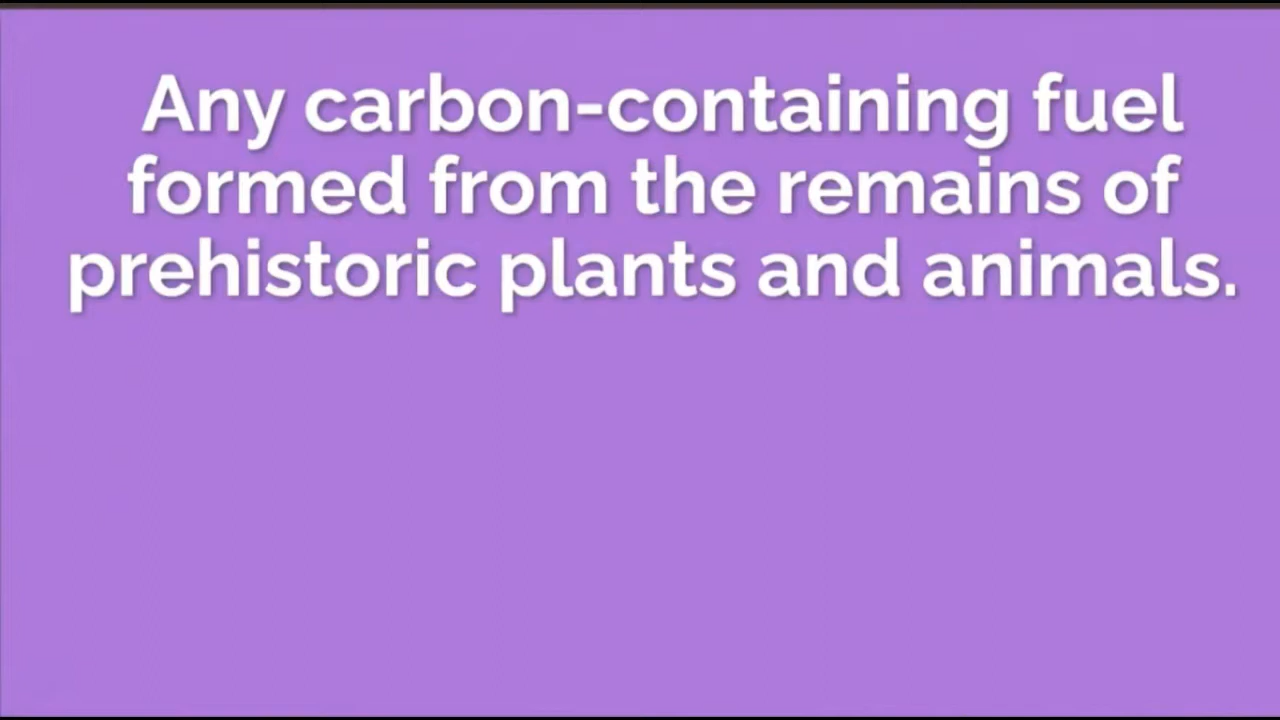 Any carbon-containing fuel
formed from the remains of
prehistoric plants and animals.